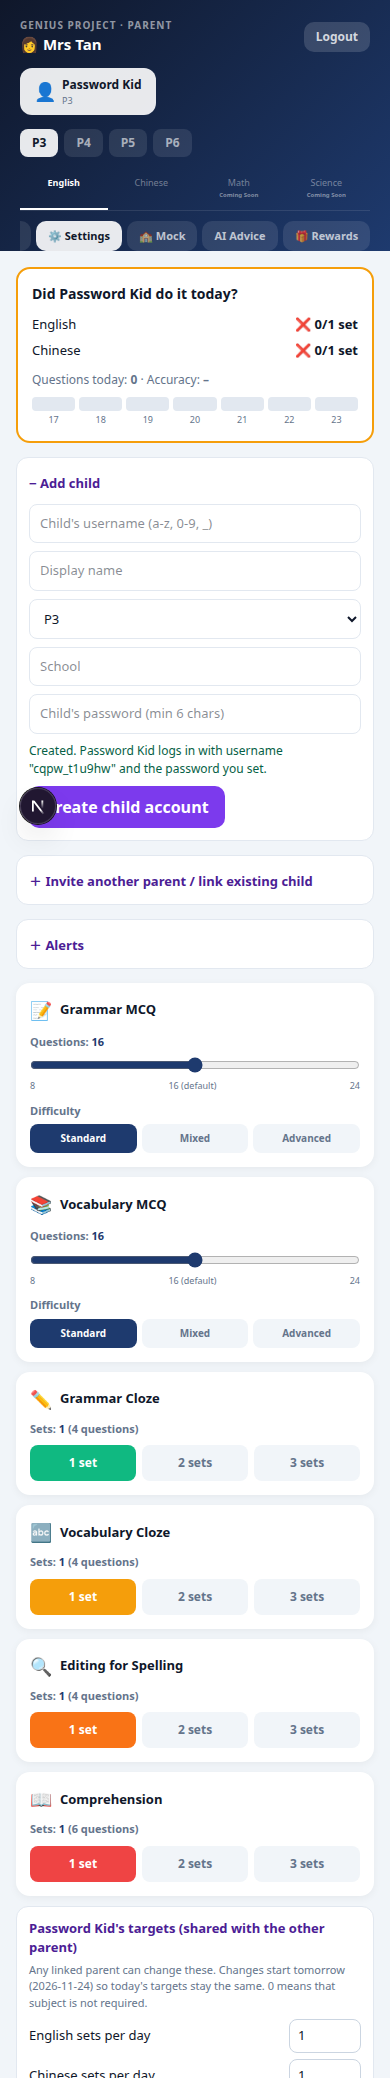 GENIUS PROJECT · PARENT
👩 Mrs Tan
Logout
👤 Password Kid
P3
P3 P4 P5 P6
English Chinese Math Science
Coming Soon Coming Soon
⚙️ Settings 🏫 Mock AI Advice 🎁 Rewards
Did Password Kid do it today?
English ❌ 0/1 set
Chinese ❌ 0/1 set
Questions today: 0 · Accuracy: –
17 18 19 20 21 22 23
− Add child
Child's username (a-z, 0-9, _)
Display name
P3
School
Child's password (min 6 chars)
Created. Password Kid logs in with username
"cqpw_t1u9hw" and the password you set.
N
reate child account
+ Invite another parent / link existing child
+ Alerts
📝 Grammar MCQ
Questions: 16
8 16 (default) 24
Difficulty
Standard Mixed Advanced
📚 Vocabulary MCQ
Questions: 16
8 16 (default) 24
Difficulty
Standard Mixed Advanced
✏️ Grammar Cloze
Sets: 1 (4 questions)
1 set 2 sets 3 sets
🔤 Vocabulary Cloze
Sets: 1 (4 questions)
1 set 2 sets 3 sets
🔍 Editing for Spelling
Sets: 1 (4 questions)
1 set 2 sets 3 sets
📖 Comprehension
Sets: 1 (6 questions)
1 set 2 sets 3 sets
Password Kid's targets (shared with the other
parent)
Any linked parent can change these. Changes start tomorrow
(2026-11-24) so today's targets stay the same. 0 means that
subject is not required.
English sets per day 1
Chinese sets per day 1